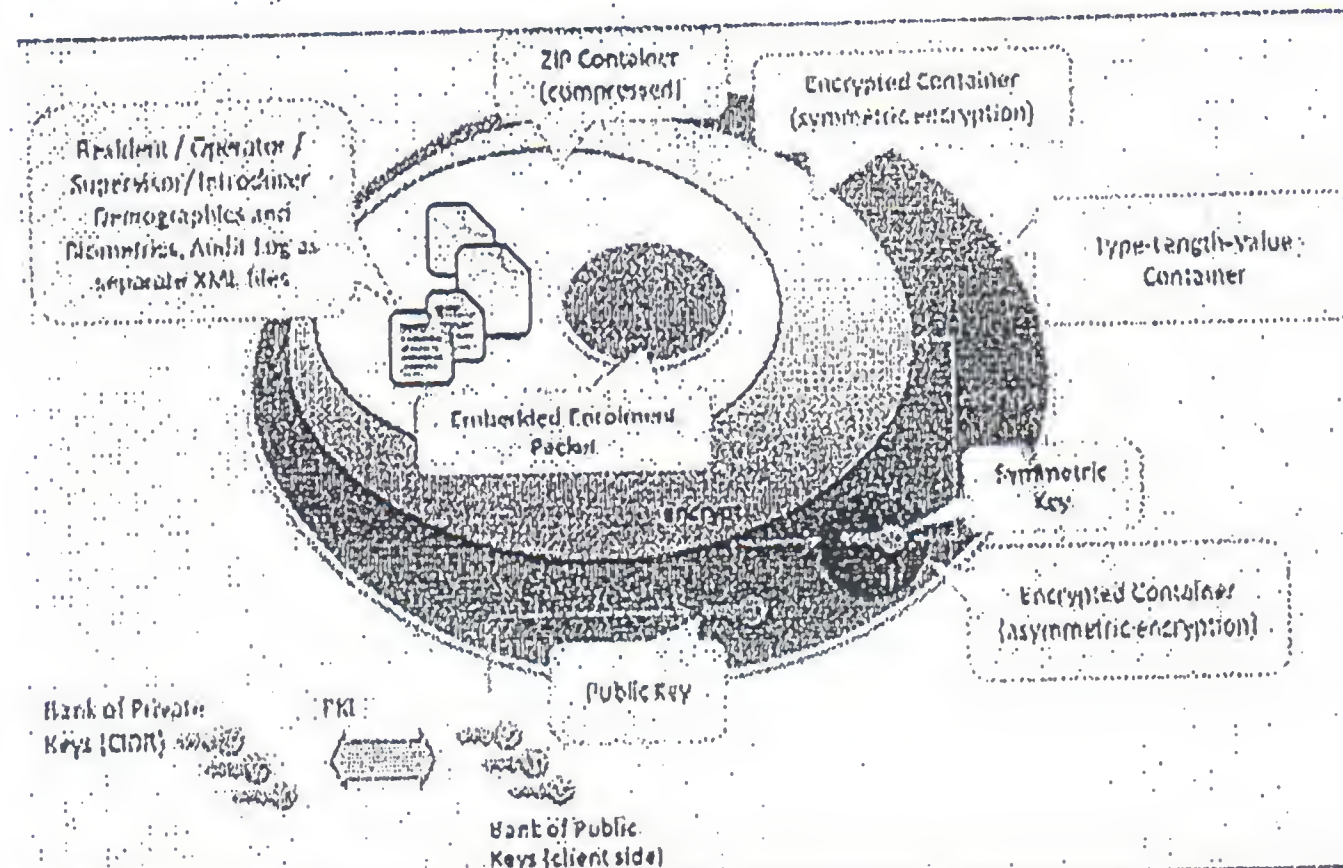 ZIP Container
(compressed)
Encrypted Container
(symmetric encryption)
Resident / Operator /
Supervisor/Introducer
Demographics and
Biometrics, Audit Log as
separate XML files
Type-Length-Value
Container
Embedded Enrolment
Packet
encrypt
Symmetric
Key
Encrypted Container
(asymmetric encryption)
Public Key
Bank of Private
Keys (CIDR)
PKI
Bank of Public
Keys (client side)